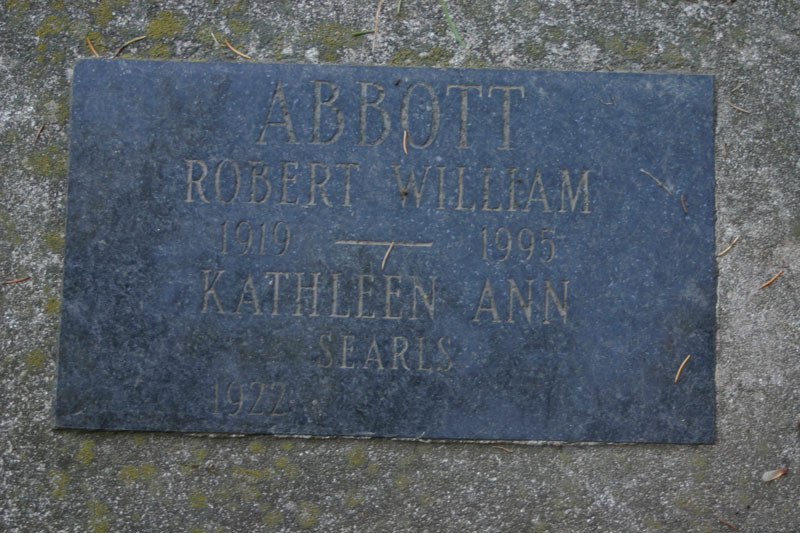 ABBOTT
ROBERT WILLIAM
1919 — 1995
KATHLEEN ANN
SEARLS
1922